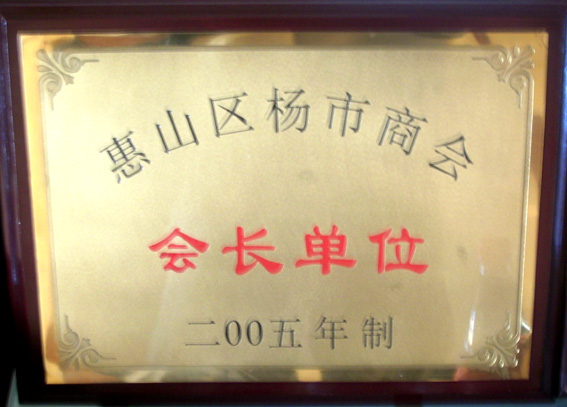 惠山区杨市商会
会长单位
二00五年制